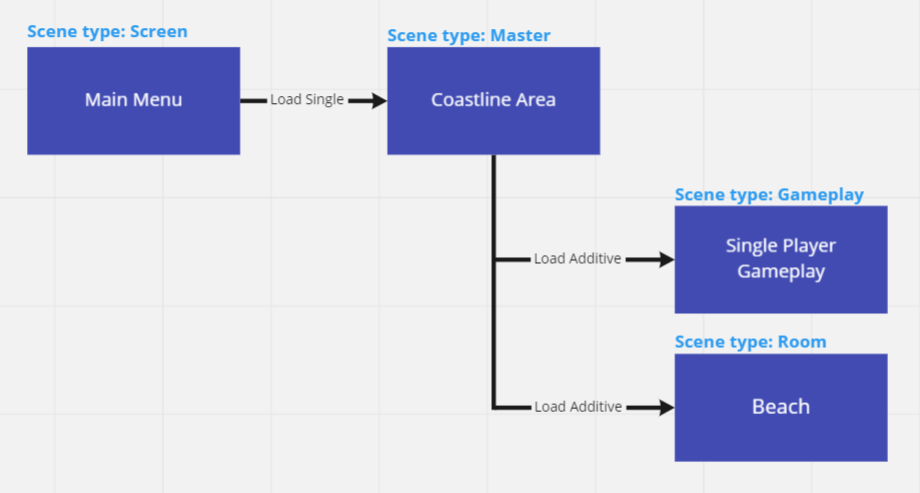 Scene type: Screen
Main Menu
Load Single
Scene type: Master
Coastline Area
Scene type: Gameplay
Load Additive
Single Player
Gameplay
Scene type: Room
Load Additive
Beach